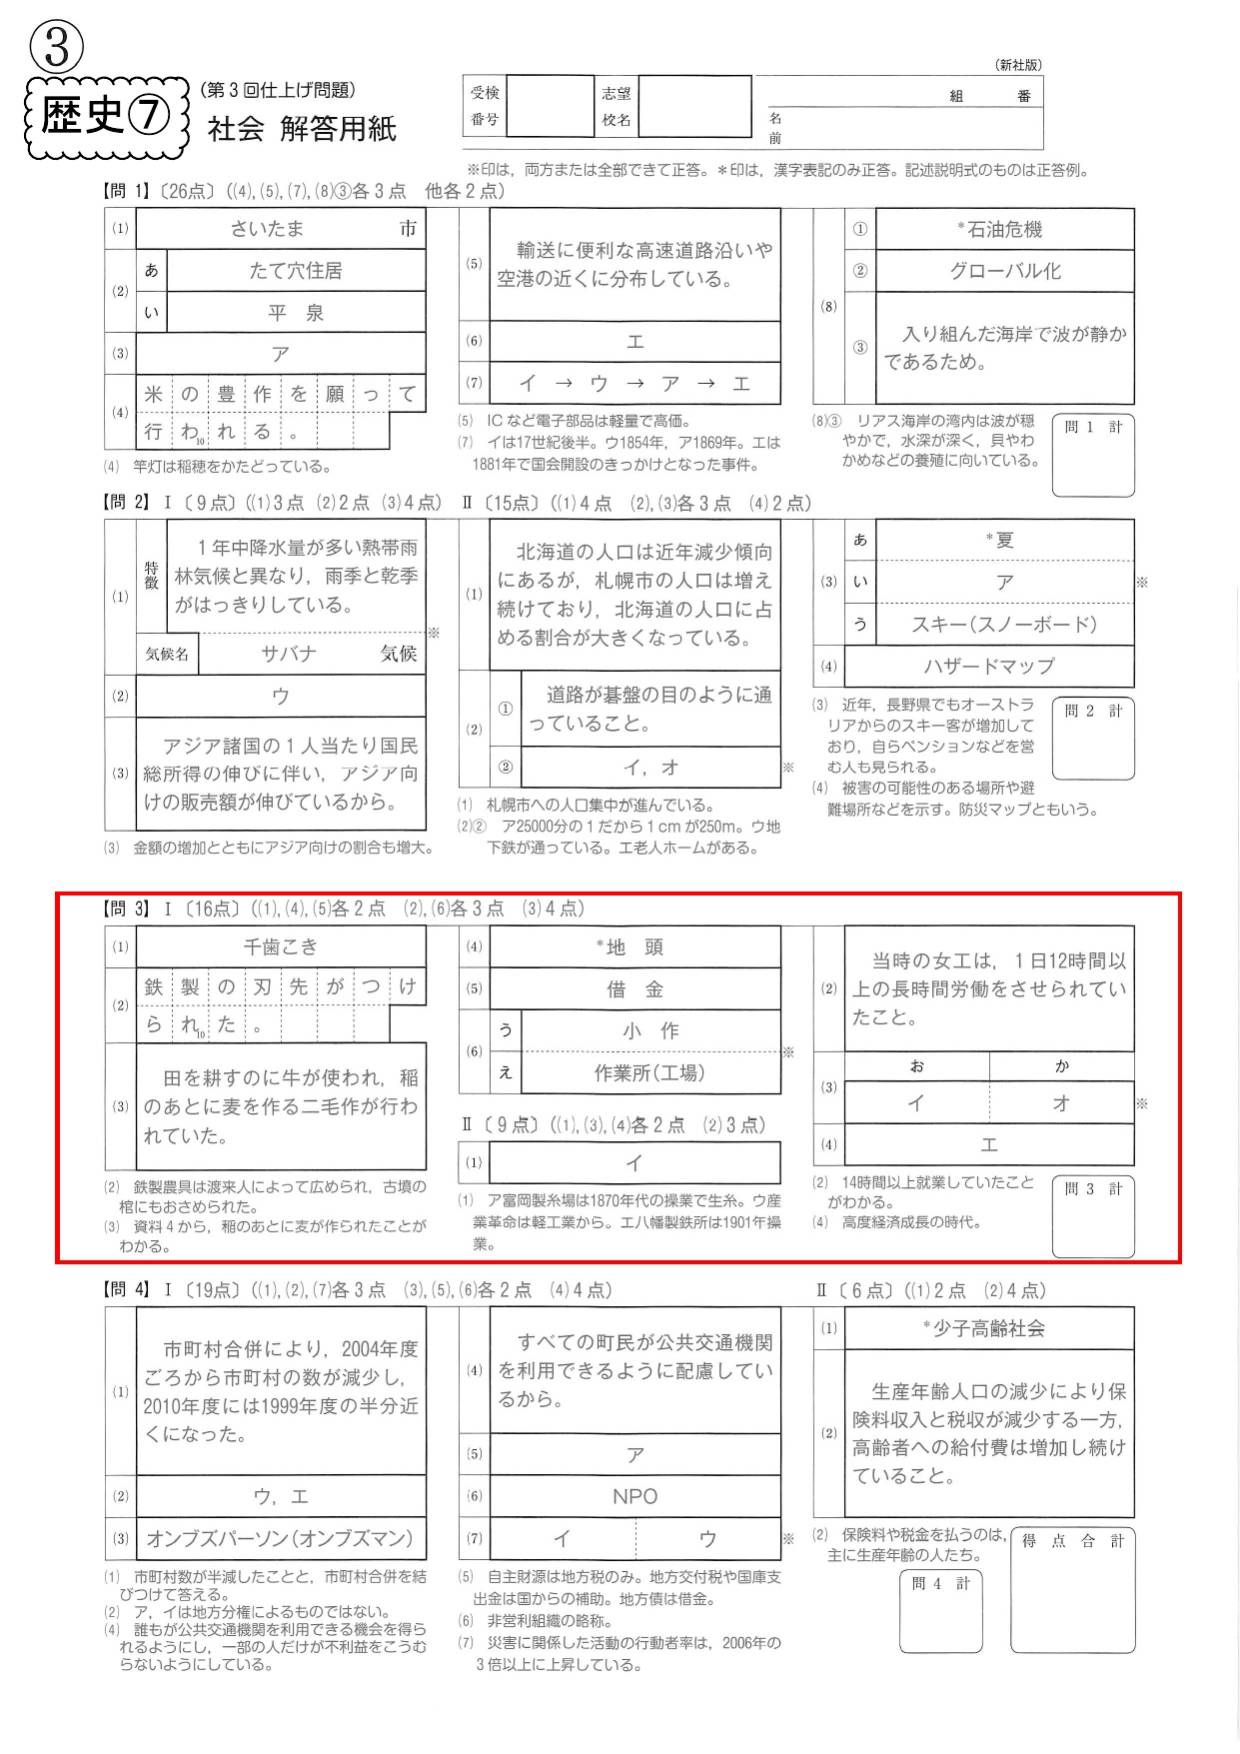 ③
歴史⑦
(第3回仕上げ問題)
社会 解答用紙
受検
番号
志望
校名
(新社版)
組 番
名
前
※印は，両方または全部できて正答。＊印は，漢字表記のみ正答。記述説明式のものは正答例。
【問 1】〔26点〕((4)，(5)，(7)，(8)③各3点 他各2点)
(1) さいたま 市
(2) あ たて穴住居
い 平 泉
(3) ア
(4) 米の豊作を願って
行わ10れる。
(4) 竿灯は稲穂をかたどっている。
(5) 輸送に便利な高速道路沿いや
空港の近くに分布している。
(6) エ
(7) イ → ウ → ア → エ
(5) ICなど電子部品は軽量で高価。
(7) イは17世紀後半。ウ1854年，ア1869年。エは
1881年で国会開設のきっかけとなった事件。
(8) ① *石油危機
② グローバル化
③ 入り組んだ海岸で波が静か
であるため。
(8)③ リアス海岸の湾内は波が穏
やかで，水深が深く，貝やわ
かめなどの養殖に向いている。
問1計
【問 2】Ⅰ〔9点〕((1)3点 (2)2点 (3)4点)
(1) 特徴 1年中降水量が多い熱帯雨
林気候と異なり，雨季と乾季
がはっきりしている。
気候名 サバナ 気候 ※
(2) ウ
(3) アジア諸国の1人当たり国民
総所得の伸びに伴い，アジア向
けの販売額が伸びているから。
(3) 金額の増加とともにアジア向けの割合も増大。
Ⅱ〔15点〕((1)4点 (2)，(3)各3点 (4)2点)
(1) 北海道の人口は近年減少傾向
にあるが，札幌市の人口は増え
続けており，北海道の人口に占
める割合が大きくなっている。
(2) ① 道路が碁盤の目のように通
っていること。
② イ，オ ※
(1) 札幌市への人口集中が進んでいる。
(2)② ア25000分の1だから1cmが250m。ウ地
下鉄が通っている。エ老人ホームがある。
(3) あ *夏
い ア ※
う スキー(スノーボード)
(4) ハザードマップ
(3) 近年，長野県でもオーストラ
リアからのスキー客が増加して
おり，自らペンションなどを営
む人も見られる。
(4) 被害の可能性のある場所や避
難場所などを示す。防災マップともいう。
問2計
【問 3】Ⅰ〔16点〕((1)，(4)，(5)各2点 (2)，(6)各3点 (3)4点)
(1) 千歯こき
(2) 鉄製の刃先がつけ
られ10た。
(3) 田を耕すのに牛が使われ，稲
のあとに麦を作る二毛作が行わ
れていた。
(2) 鉄製農具は渡来人によって広められ，古墳の
棺にもおさめられた。
(3) 資料4から，稲のあとに麦が作られたことが
わかる。
(4) *地 頭
(5) 借 金
(6) う 小 作
え 作業所(工場) ※
Ⅱ〔9点〕((1)，(3)，(4)各2点 (2)3点)
(1) イ
(1) ア富岡製糸場は1870年代の操業で生糸。ウ産
業革命は軽工業から。エ八幡製鉄所は1901年操
業。
(2) 当時の女工は，1日12時間以
上の長時間労働をさせられてい
たこと。
(3) お か
イ オ ※
(4) エ
(2) 14時間以上就業していたこと
がわかる。
(4) 高度経済成長の時代。
問3計
【問 4】Ⅰ〔19点〕((1)，(2)，(7)各3点 (3)，(5)，(6)各2点 (4)4点)
(1) 市町村合併により，2004年度
ごろから市町村の数が減少し，
2010年度には1999年度の半分近
くになった。
(2) ウ，エ
(3) オンブズパーソン(オンブズマン)
(1) 市町村数が半減したことと，市町村合併を結
びつけて答える。
(2) ア，イは地方分権によるものではない。
(4) 誰もが公共交通機関を利用できる機会を得ら
れるようにし，一部の人だけが不利益をこうむ
らないようにしている。
(4) すべての町民が公共交通機関
を利用できるように配慮してい
るから。
(5) ア
(6) NPO
(7) イ ウ ※
(5) 自主財源は地方税のみ。地方交付税や国庫支
出金は国からの補助。地方債は借金。
(6) 非営利組織の略称。
(7) 災害に関係した活動の行動者率は，2006年の
3倍以上に上昇している。
Ⅱ〔6点〕((1)2点 (2)4点)
(1) *少子高齢社会
(2) 生産年齢人口の減少により保
険料収入と税収が減少する一方，
高齢者への給付費は増加し続け
ていること。
(2) 保険料や税金を払うのは，
主に生産年齢の人たち。
問4計
得点合計